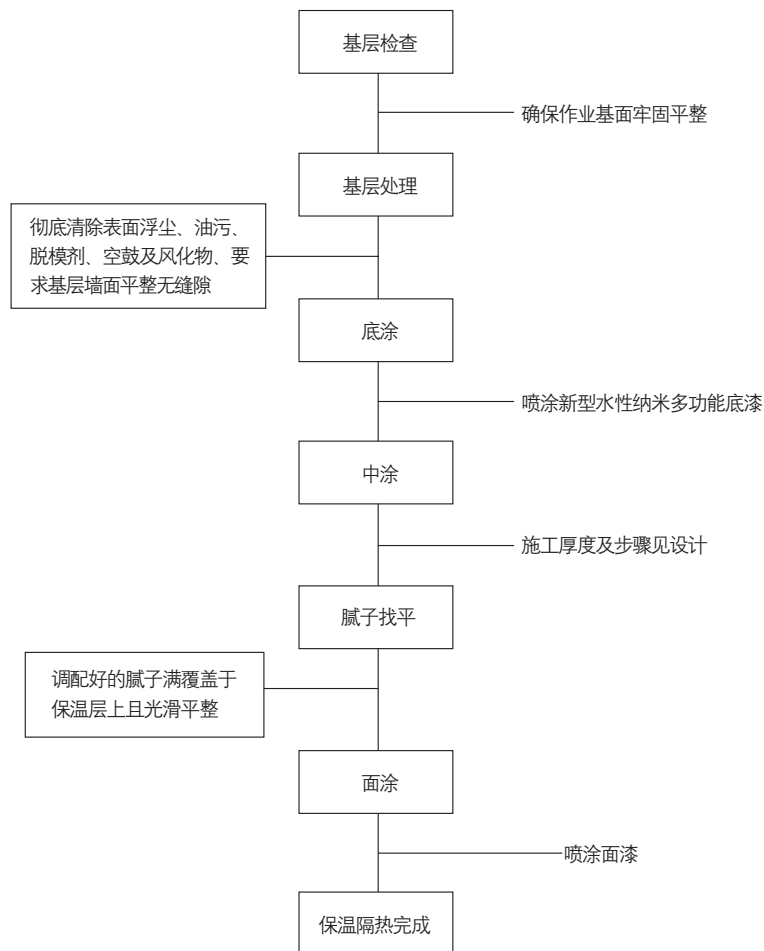 基层检查
确保作业基面牢固平整
基层处理
彻底清除表面浮尘、油污、
脱模剂、空鼓及风化物、要
求基层墙面平整无缝隙
底涂
喷涂新型水性纳米多功能底漆
中涂
施工厚度及步骤见设计
腻子找平
调配好的腻子满覆盖于
保温层上且光滑平整
面涂
喷涂面漆
保温隔热完成